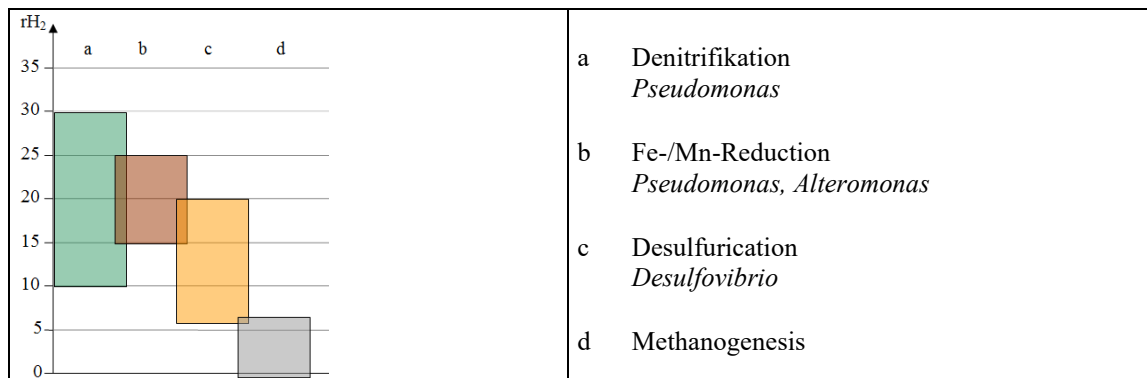 rH₂
a b c d
35
30
25
20
15
10
5
0
a Denitrifikation
Pseudomonas
b Fe-/Mn-Reduction
Pseudomonas, Alteromonas
c Desulfurication
Desulfovibrio
d Methanogenesis